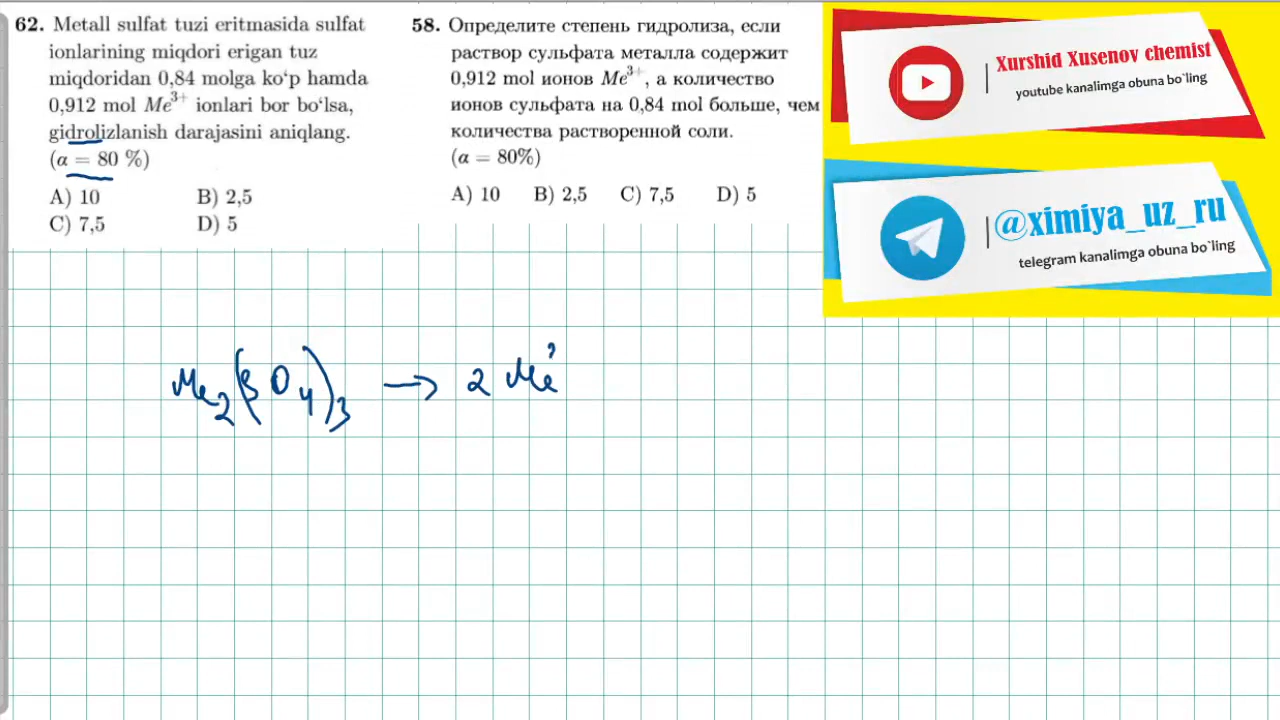 62. Metall sulfat tuzi eritmasida sulfat
ionlarining miqdori erigan tuz
miqdoridan 0,84 molga ko‘p hamda
0,912 mol Me³⁺ ionlari bor bo‘lsa,
gidrolizlanish darajasini aniqlang.
(α = 80 %)
A) 10 B) 2,5
C) 7,5 D) 5
58. Определите степень гидролиза, если
раствор сульфата металла содержит
0,912 mol ионов Me³⁺, а количество
ионов сульфата на 0,84 mol больше, чем
количества растворенной соли.
(α = 80%)
A) 10 B) 2,5 C) 7,5 D) 5
Xurshid Xusenov chemist
youtube kanalimga obuna bo`ling
@ximiya_uz_ru
telegram kanalimga obuna bo`ling
Me₂(SO₄)₃ → 2 Me